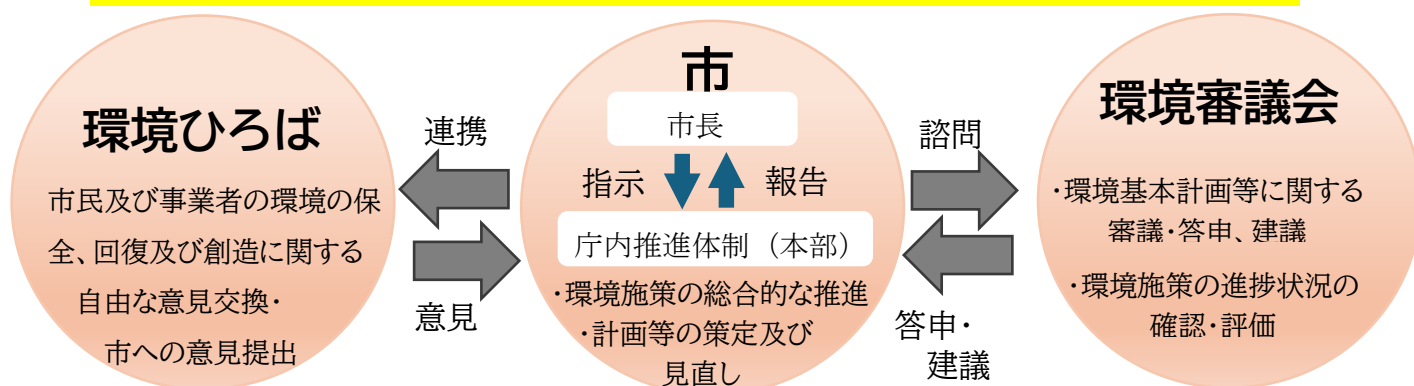 環境ひろば
市民及び事業者の環境の保
全、回復及び創造に関する
自由な意見交換・
市への意見提出
連携
意見
市
市長
指示
報告
庁内推進体制（本部）
・環境施策の総合的な推進
・計画等の策定及び
見直し
諮問
答申・
建議
環境審議会
・環境基本計画等に関する
審議・答申、建議
・環境施策の進捗状況の
確認・評価